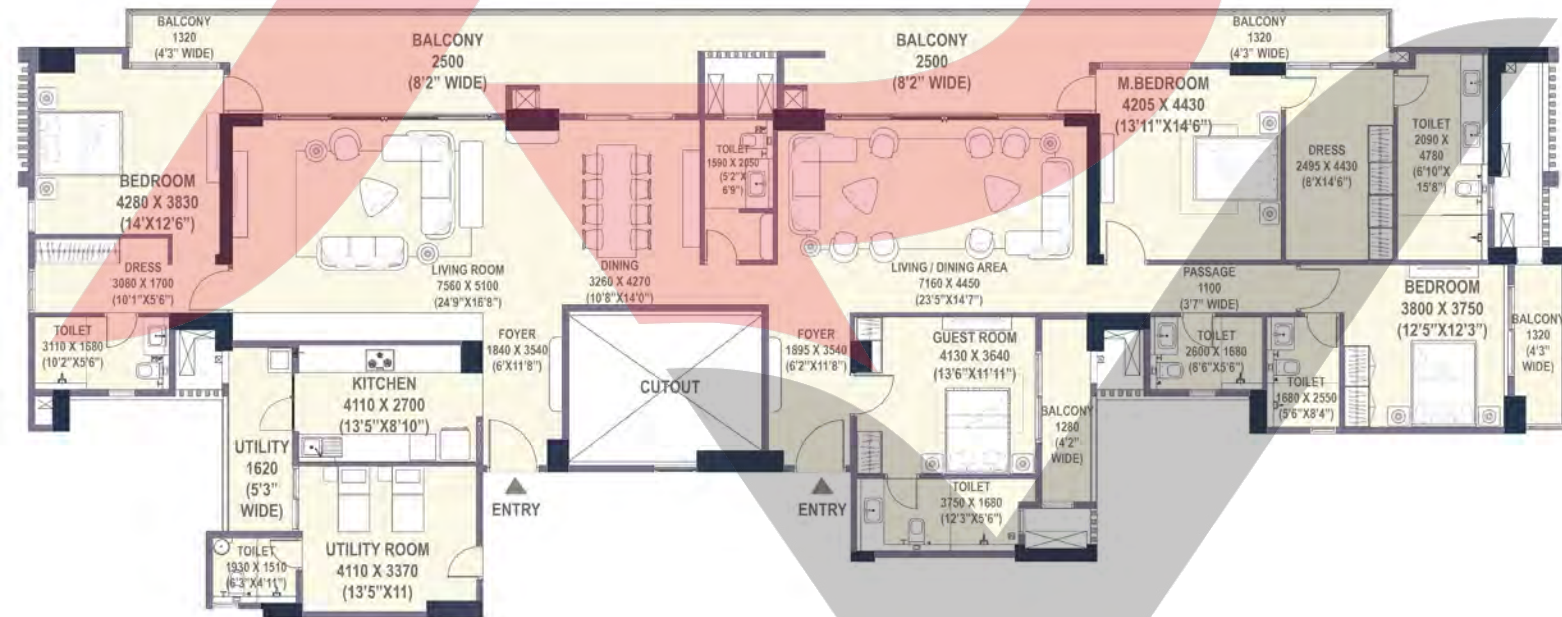 BALCONY
1320
(4'3" WIDE)
BALCONY
2500
(8'2" WIDE)
BALCONY
2500
(8'2" WIDE)
BALCONY
1320
(4'3" WIDE)
M.BEDROOM
4205 X 4430
(13'11"X14'6")
DRESS
2495 X 4430
(8'X14'6")
TOILET
2090 X
4780
(6'10"X
15'8")
TOILET
1590 X 2050
(5'2"X
6'9")
BEDROOM
4280 X 3830
(14'X12'6")
DRESS
3080 X 1700
(10'1"X5'6")
LIVING ROOM
7560 X 5100
(24'9"X16'8")
DINING
3260 X 4270
(10'8"X14'0")
LIVING / DINING AREA
7160 X 4450
(23'5"X14'7")
PASSAGE
1100
(3'7" WIDE)
BEDROOM
3800 X 3750
(12'5"X12'3")
BALCONY
1320
(4'3"
WIDE)
TOILET
3110 X 1680
(10'2"X5'6")
FOYER
1840 X 3540
(6'X11'8")
CUTOUT
FOYER
1895 X 3540
(6'2"X11'8")
GUEST ROOM
4130 X 3640
(13'6"X11'11")
TOILET
2600 X 1680
(8'6"X5'6")
TOILET
1680 X 2550
(5'6"X8'4")
KITCHEN
4110 X 2700
(13'5"X8'10")
BALCONY
1280
(4'2"
WIDE)
UTILITY
1620
(5'3"
WIDE)
ENTRY
ENTRY
TOILET
3750 X 1680
(12'3"X5'6")
TOILET
1930 X 1510
(6'3"X4'11")
UTILITY ROOM
4110 X 3370
(13'5"X11)